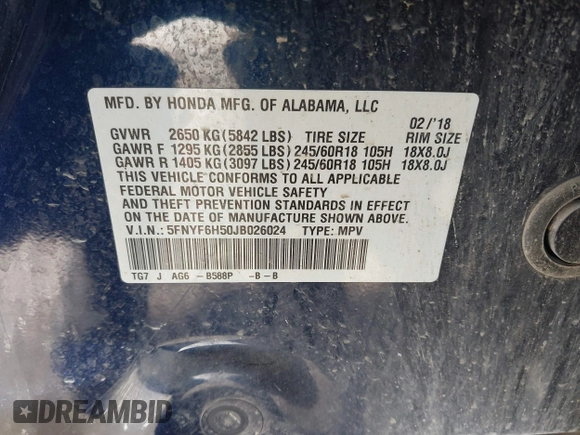 MFD. BY HONDA MFG. OF ALABAMA, LLC 02/'18
GVWR 2650 KG(5842 LBS) TIRE SIZE RIM SIZE
GAWR F 1295 KG(2855 LBS)245/60R18 105H 18X8.0J
GAWR R 1405 KG(3097 LBS)245/60R18 105H 18X8.0J
THIS VEHICLE CONFORMS TO ALL APPLICABLE
FEDERAL MOTOR VEHICLE SAFETY
AND THEFT PREVENTION STANDARDS IN EFFECT
ON THE DATE OF MANUFACTURE SHOWN ABOVE.
V.I.N.: 5FNYF6H50JB026024 TYPE: MPV
TG7 J AG6 -B588P -B-B
DREAMBID